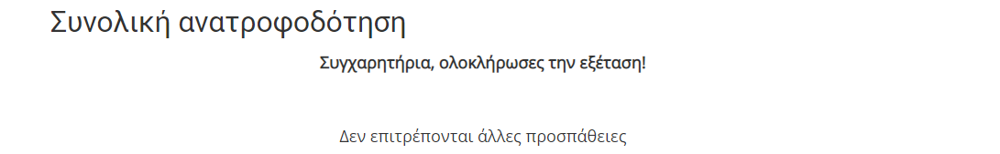 Συνολική ανατροφοδότηση
Συγχαρητήρια, ολοκλήρωσες την εξέταση!
Δεν επιτρέπονται άλλες προσπάθειες